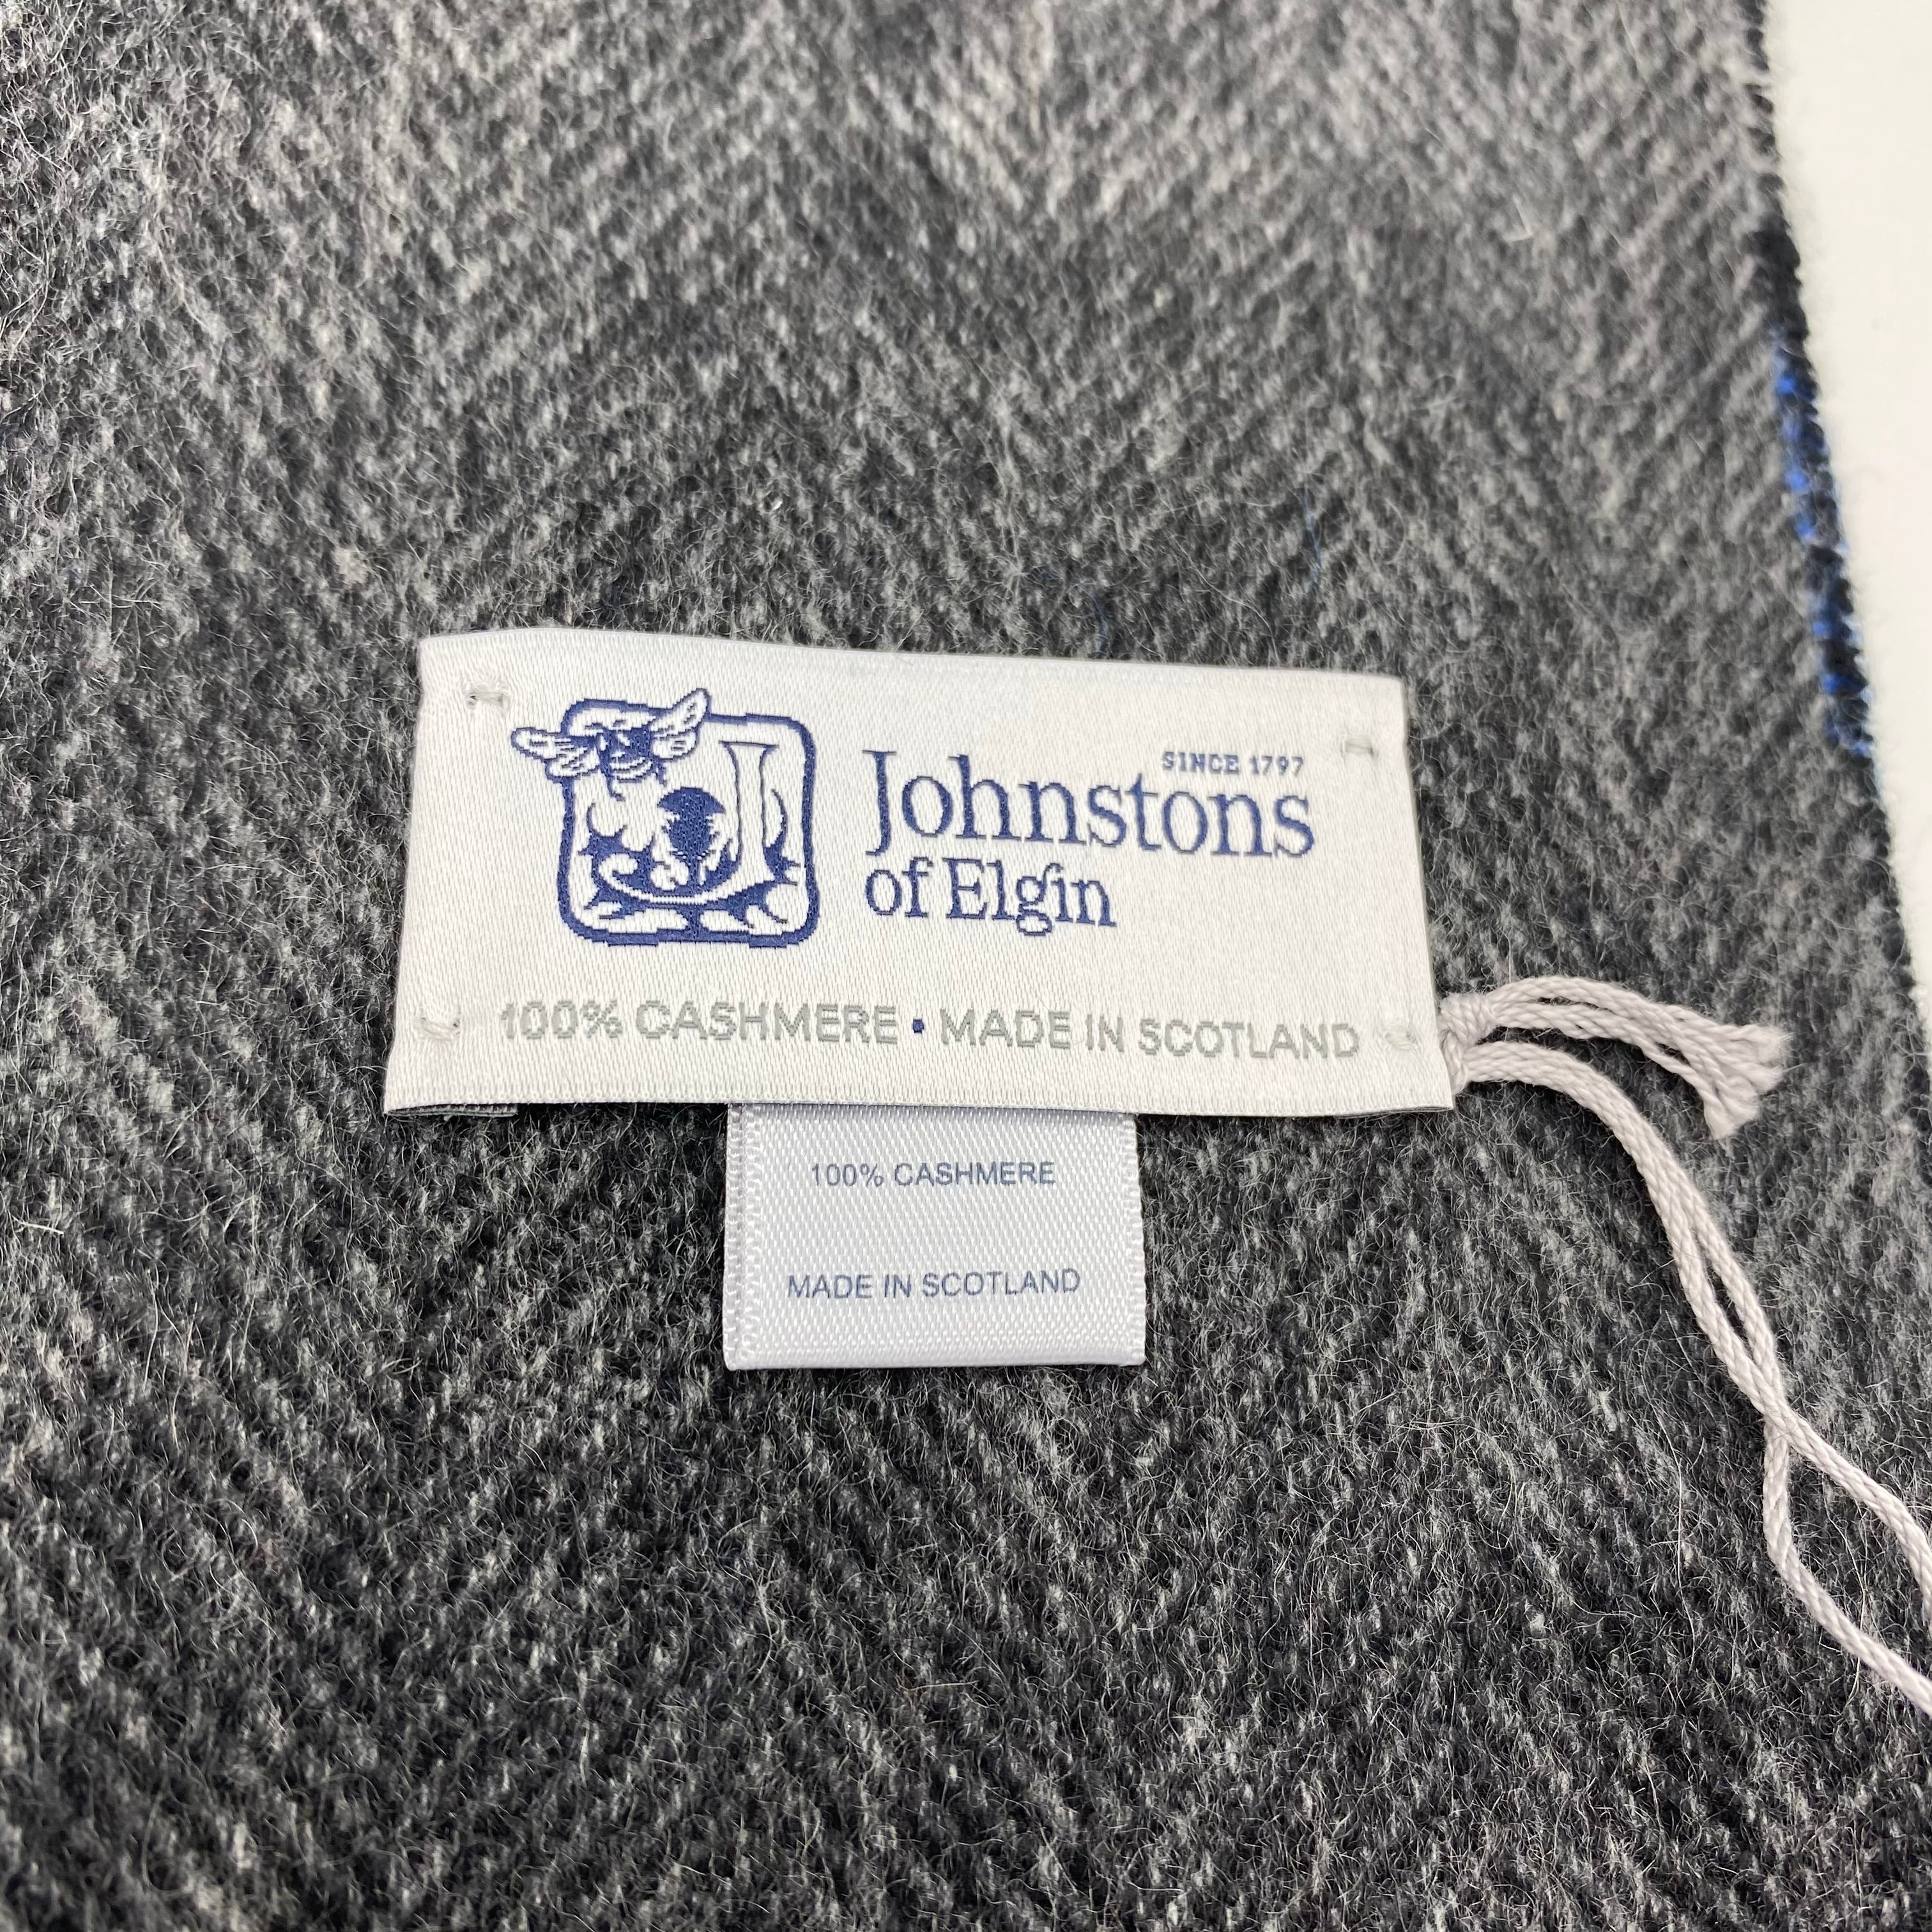 SINCE 1797
Johnstons
of Elgin
100% CASHMERE • MADE IN SCOTLAND
100% CASHMERE
MADE IN SCOTLAND